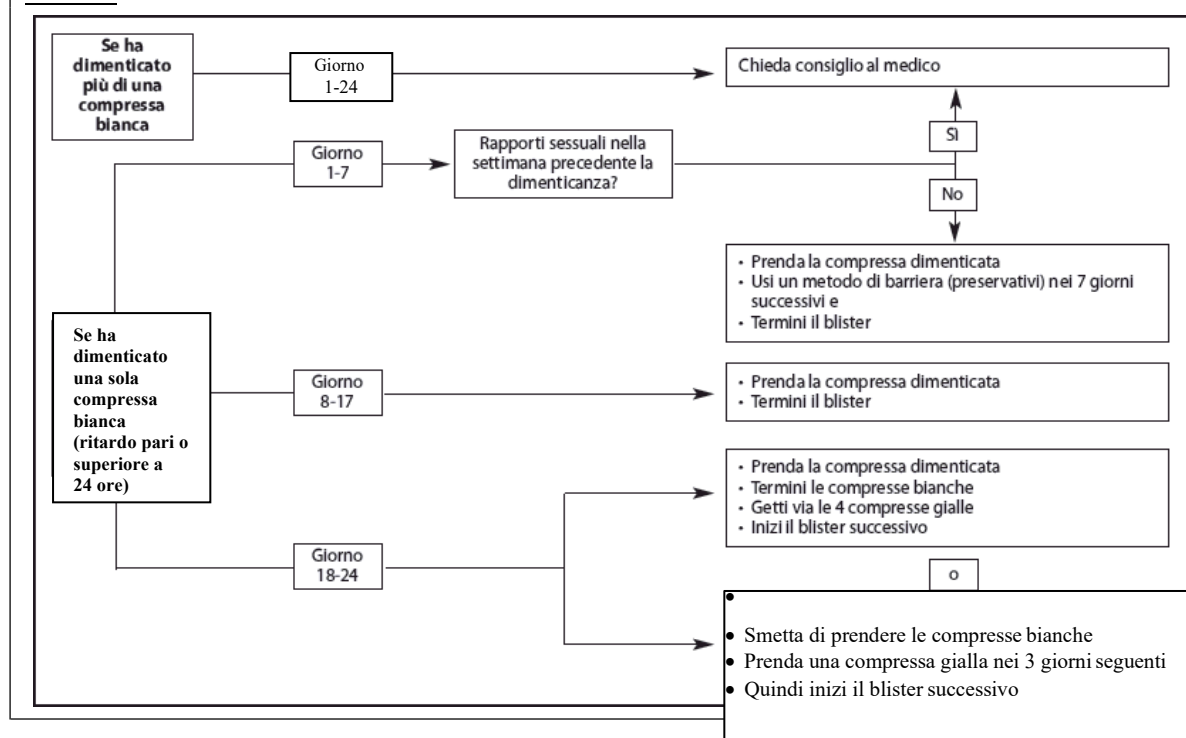 Se ha
dimenticato
più di una
compressa
bianca
Giorno
1-24
Chieda consiglio al medico
Sì
Giorno
1-7
Rapporti sessuali nella
settimana precedente la
dimenticanza?
No
• Prenda la compressa dimenticata
• Usi un metodo di barriera (preservativi) nei 7 giorni
successivi e
• Termini il blister
Se ha
dimenticato
una sola
compressa
bianca
(ritardo pari o
superiore a
24 ore)
Giorno
8-17
• Prenda la compressa dimenticata
• Termini il blister
Giorno
18-24
• Prenda la compressa dimenticata
• Termini le compresse bianche
• Getti via le 4 compresse gialle
• Inizi il blister successivo
o
•
• Smetta di prendere le compresse bianche
• Prenda una compressa gialla nei 3 giorni seguenti
• Quindi inizi il blister successivo